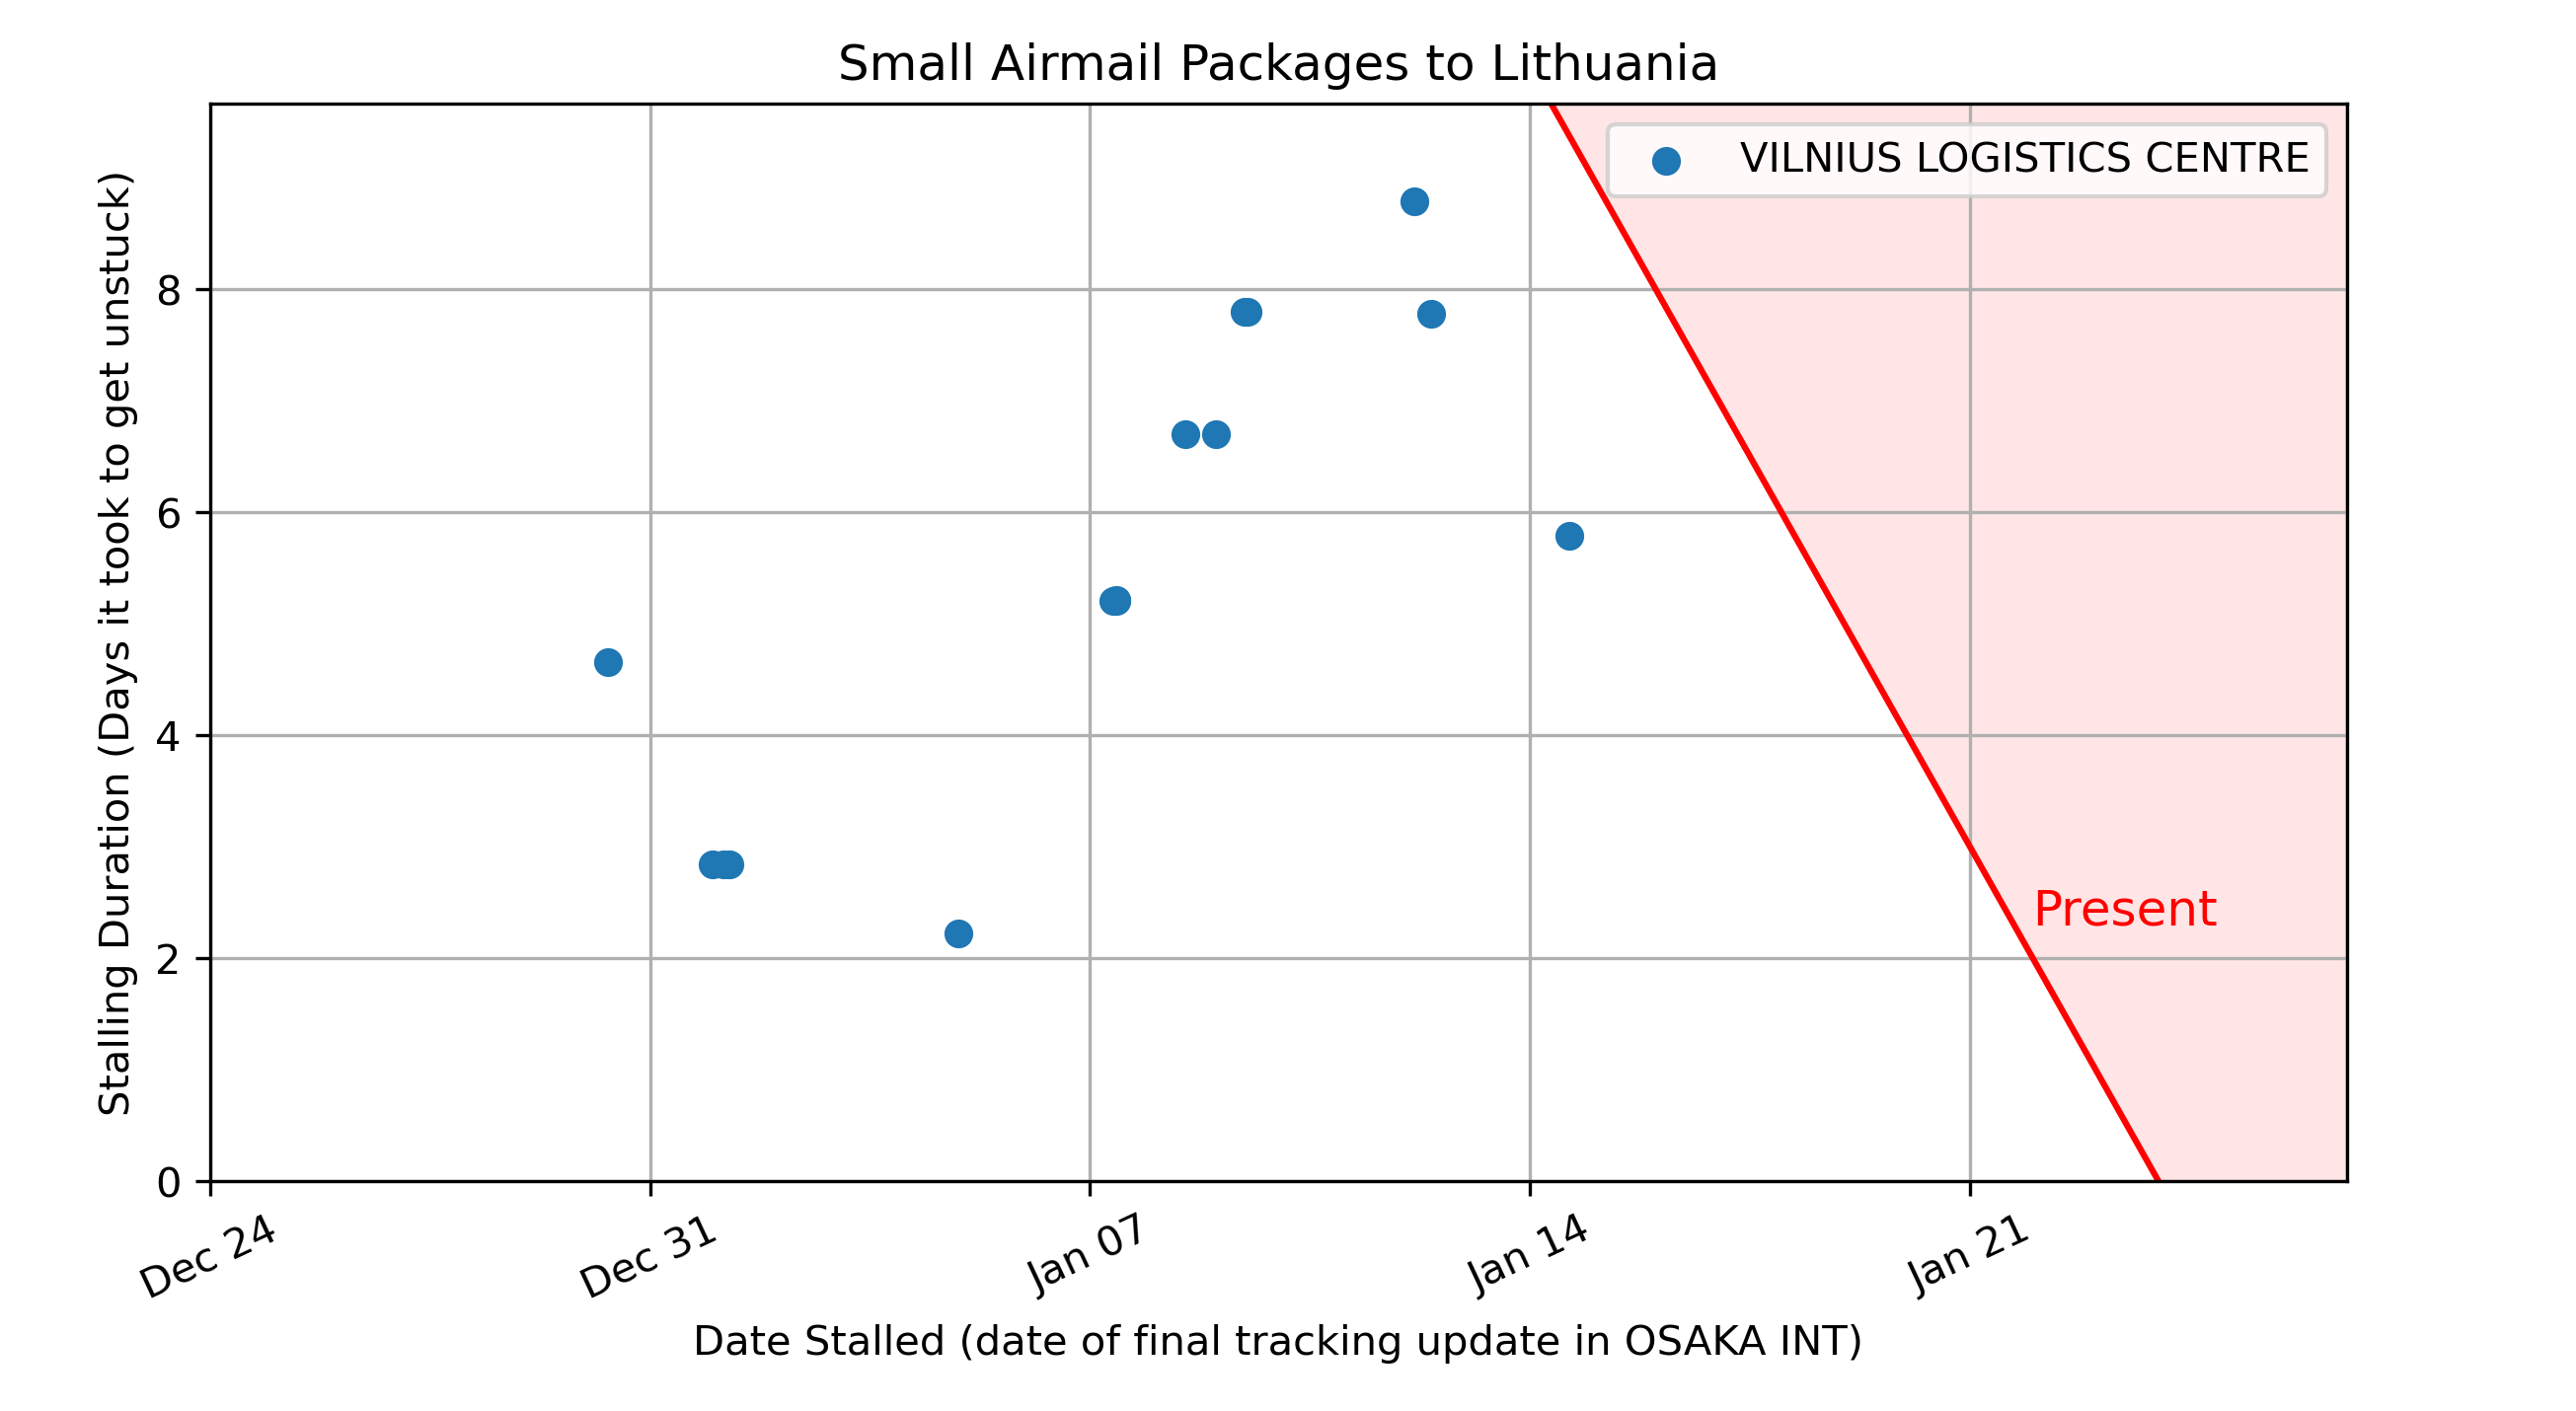 Small Airmail Packages to Lithuania
VILNIUS LOGISTICS CENTRE
Stalling Duration (Days it took to get unstuck)
8
6
4
2
0
Present
Dec 24
Dec 31
Jan 07
Jan 14
Jan 21
Date Stalled (date of final tracking update in OSAKA INT)